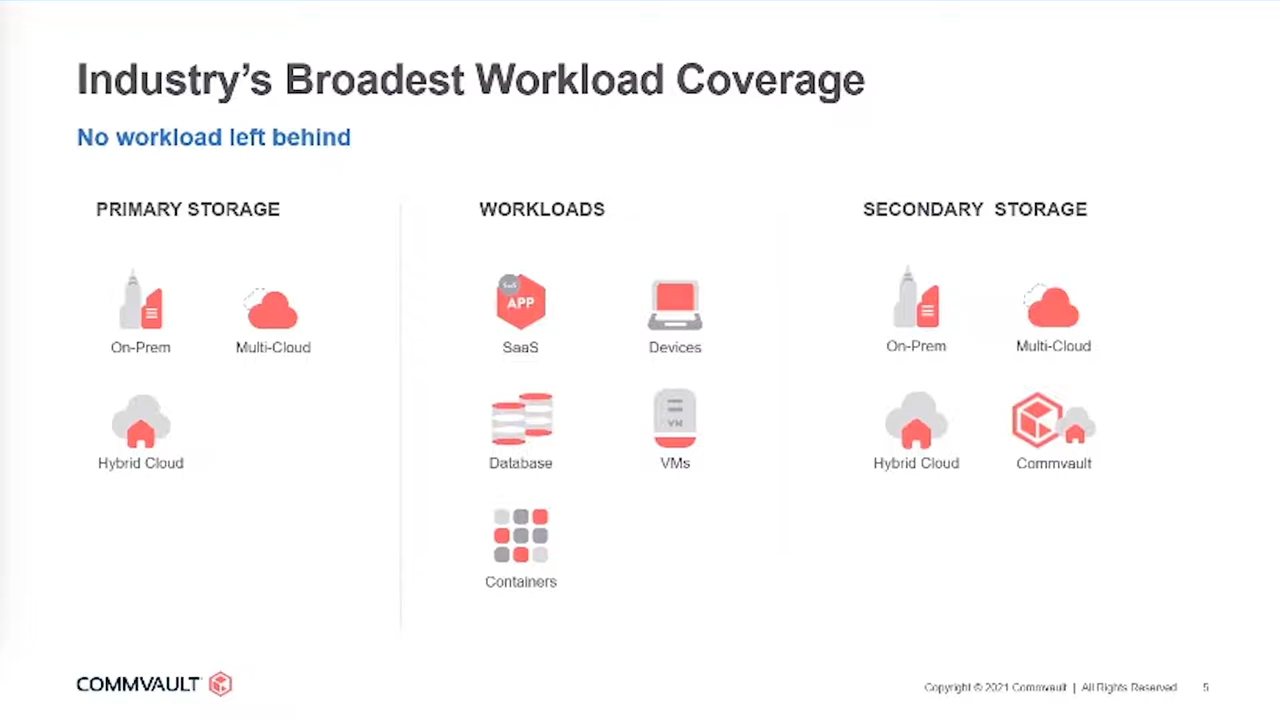 Industry's Broadest Workload Coverage
No workload left behind
PRIMARY STORAGE
On-Prem
Multi-Cloud
Hybrid Cloud
WORKLOADS
SaaS
APP
SaaS
Devices
Database
VM
VMs
Containers
SECONDARY STORAGE
On-Prem
Multi-Cloud
Hybrid Cloud
Commvault
COMMVAULT
Copyright © 2021 Commvault | All Rights Reserved 5